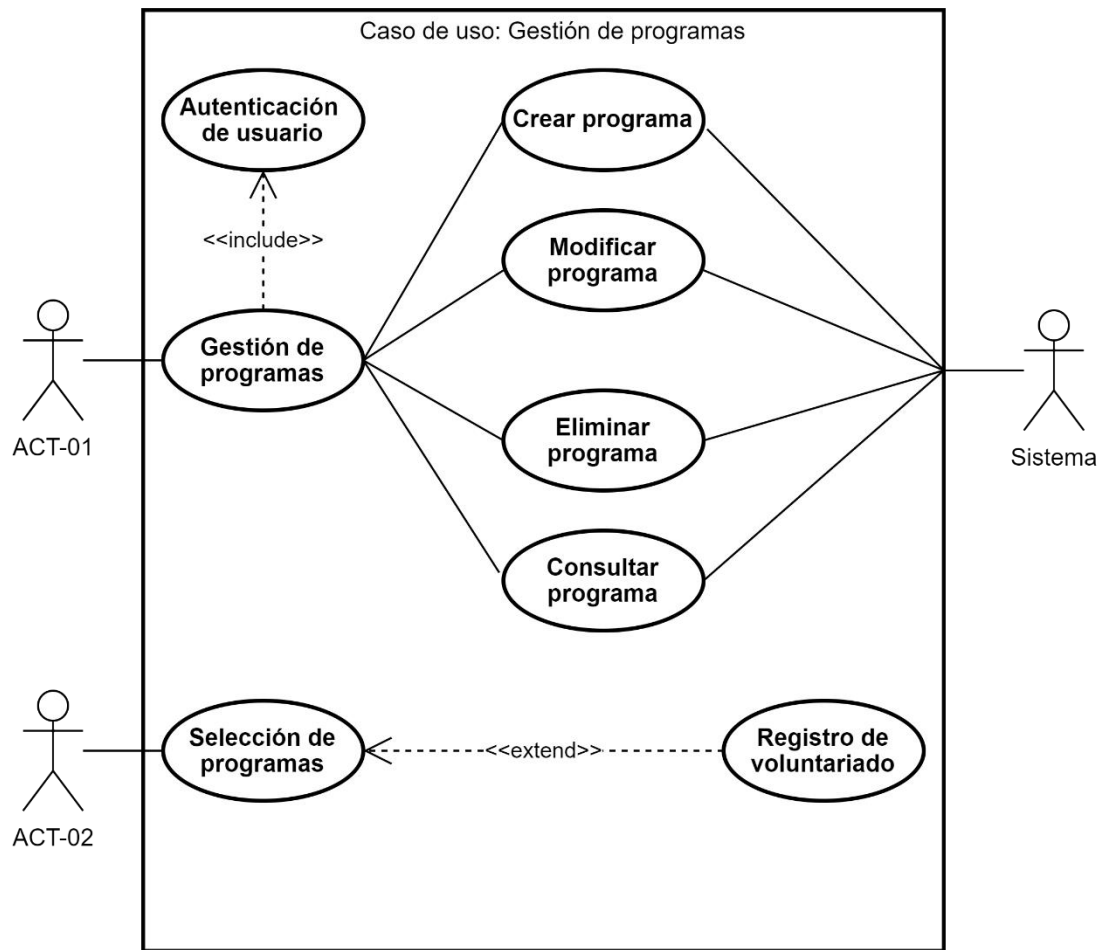 Caso de uso: Gestión de programas
Autenticación
de usuario
Crear programa
<<include>>
Modificar
programa
Gestión de
programas
ACT-01
Eliminar
programa
Sistema
Consultar
programa
Selección de
programas
<<extend>>
Registro de
voluntariado
ACT-02